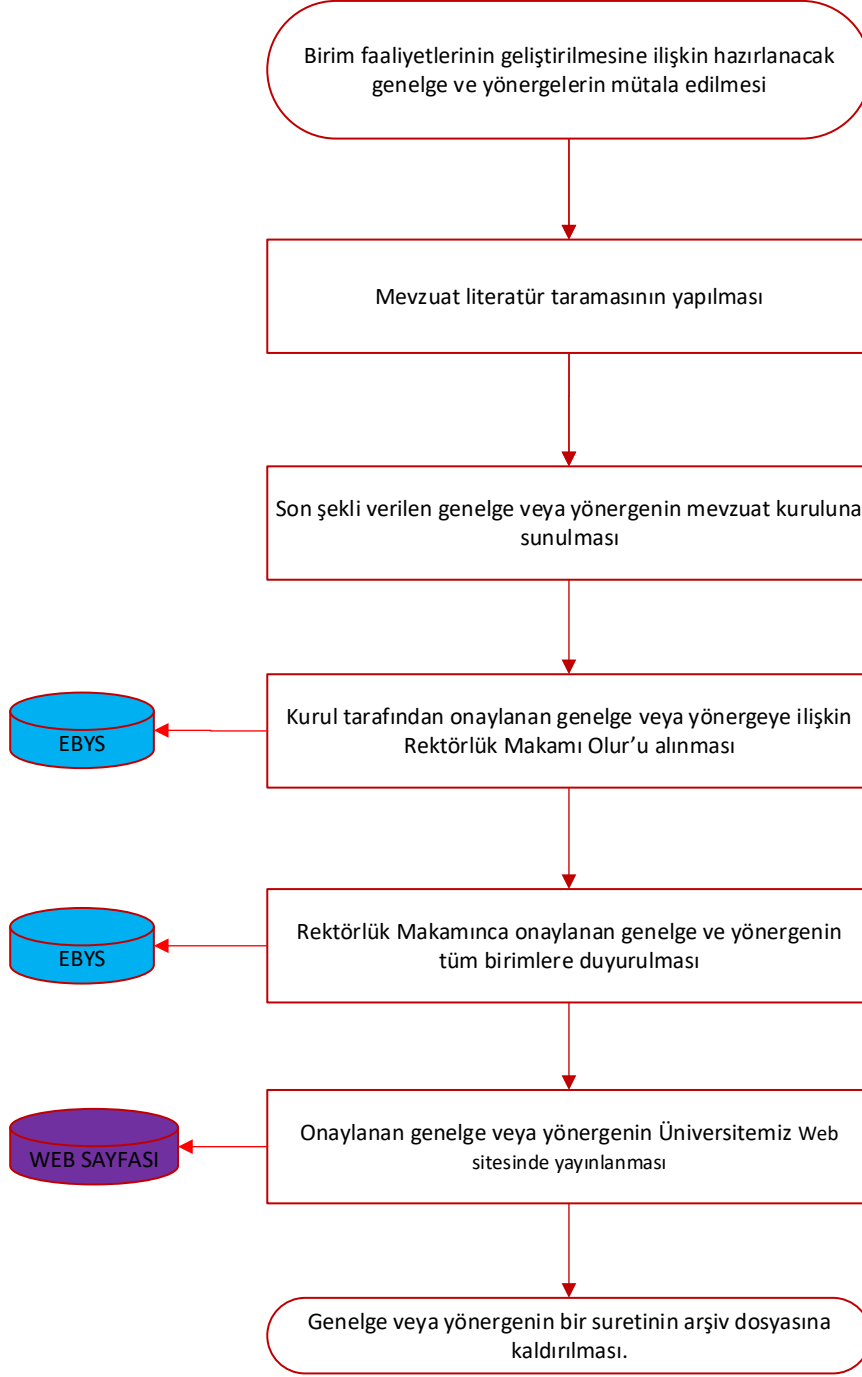 Birim faaliyetlerinin geliştirilmesine ilişkin hazırlanacak
genelge ve yönergelerin mütala edilmesi
Mevzuat literatür taramasının yapılması
Son şekli verilen genelge veya yönergenin mevzuat kuruluna
sunulması
Kurul tarafından onaylanan genelge veya yönergeye ilişkin
Rektörlük Makamı Olur’u alınması
EBYS
Rektörlük Makamınca onaylanan genelge ve yönergenin
tüm birimlere duyurulması
EBYS
Onaylanan genelge veya yönergenin Üniversitemiz Web
sitesinde yayınlanması
WEB SAYFASI
Genelge veya yönergenin bir suretinin arşiv dosyasına
kaldırılması.